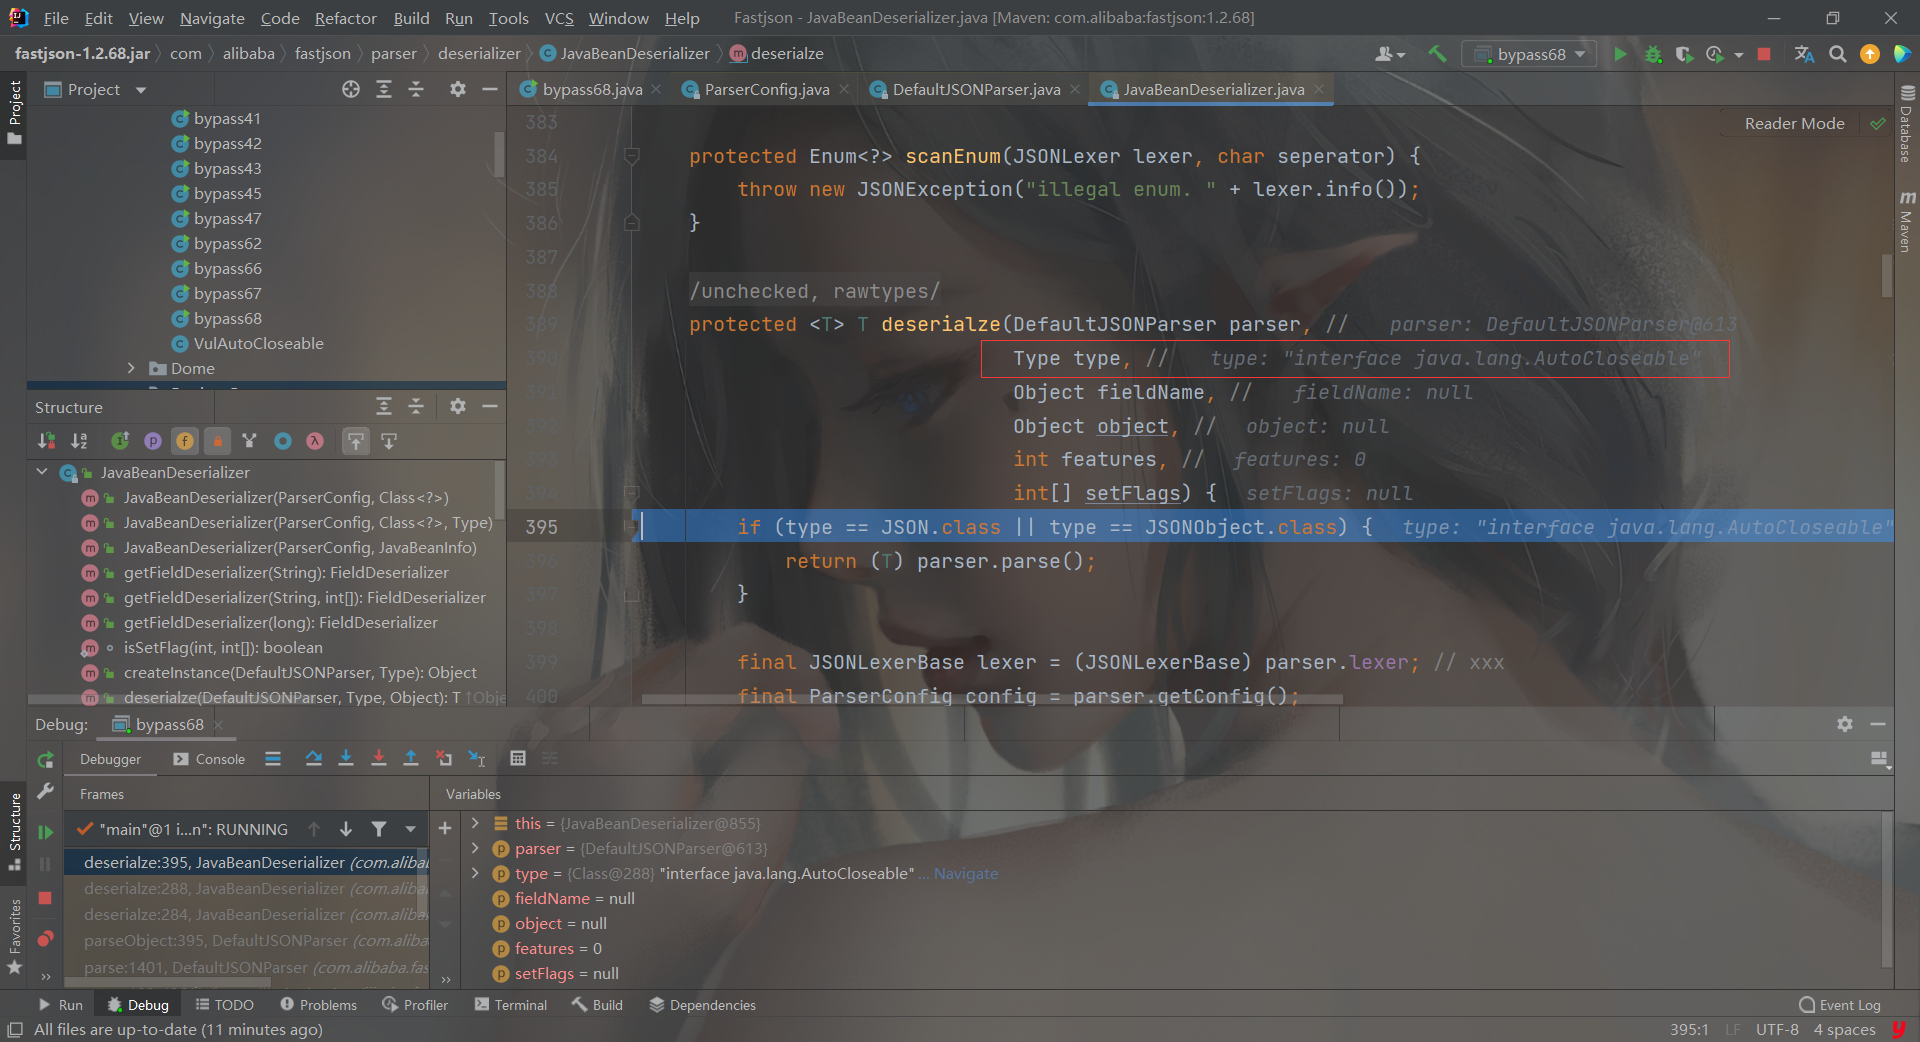 File Edit View Navigate Code Refactor Build Run Tools VCS Window Help Fastjson - JavaBeanDeserializer.java [Maven: com.alibaba:fastjson:1.2.68]
fastjson-1.2.68.jar com alibaba fastjson parser deserializer JavaBeanDeserializer deserialze bypass68
Project
bypass68.java ParserConfig.java DefaultJSONParser.java JavaBeanDeserializer.java
Project
bypass41
bypass42
bypass43
bypass45
bypass47
bypass62
bypass66
bypass67
bypass68
VulAutoCloseable
Dome
Structure
JavaBeanDeserializer
JavaBeanDeserializer(ParserConfig, Class<?>)
JavaBeanDeserializer(ParserConfig, Class<?>, Type)
JavaBeanDeserializer(ParserConfig, JavaBeanInfo)
getFieldDeserializer(String): FieldDeserializer
getFieldDeserializer(String, int[]): FieldDeserializer
getFieldDeserializer(long): FieldDeserializer
isSetFlag(int, int[]): boolean
createInstance(DefaultJSONParser, Type): Object
deserialze(DefaultJSONParser, Type, Object): T ↑Obje
Reader Mode
383
384 protected Enum<?> scanEnum(JSONLexer lexer, char seperator) {
385 throw new JSONException("illegal enum. " + lexer.info());
386 }
387
388 /unchecked, rawtypes/
389 protected <T> T deserialze(DefaultJSONParser parser, // parser: DefaultJSONParser@613
390 Type type, // type: "interface java.lang.AutoCloseable"
391 Object fieldName, // fieldName: null
392 Object object, // object: null
393 int features, // features: 0
394 int[] setFlags) { setFlags: null
395 if (type == JSON.class || type == JSONObject.class) { type: "interface java.lang.AutoCloseable"
396 return (T) parser.parse();
397 }
398
399 final JSONLexerBase lexer = (JSONLexerBase) parser.lexer; // xxx
400 final ParserConfig config = parser.getConfig();
Database
Maven
Debug: bypass68
Debugger Console
Frames
"main"@1 i...n": RUNNING
deserialze:395, JavaBeanDeserializer (com.aliba
deserialze:288, JavaBeanDeserializer (com.aliba
deserialze:284, JavaBeanDeserializer (com.aliba
parseObject:395, DefaultJSONParser (com.aliba
parse:1401, DefaultJSONParser (com.alibaba.fas
Variables
this = {JavaBeanDeserializer@855}
parser = {DefaultJSONParser@613}
type = {Class@288} "interface java.lang.AutoCloseable" ... Navigate
fieldName = null
object = null
features = 0
setFlags = null
Structure
Favorites
Run Debug TODO Problems Profiler Terminal Build Dependencies Event Log
All files are up-to-date (11 minutes ago) 395:1 LF UTF-8 4 spaces